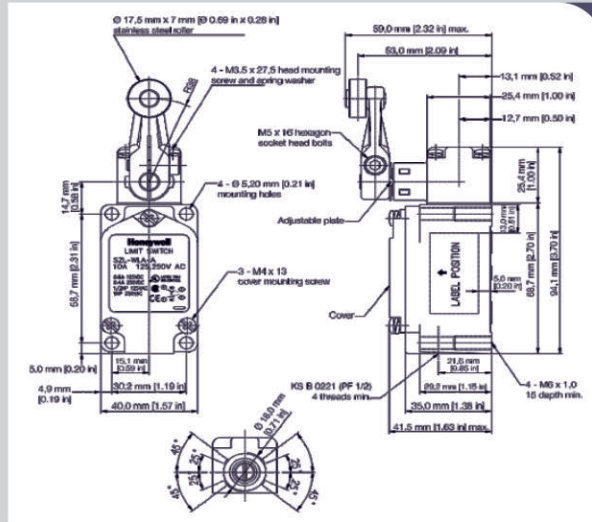 Ø 17,5 mm x 7 mm [Ø 0.69 in x 0.28 in]
stainless steel roller
R38
4 - M3.5 x 27,5 head mounting
screw and spring washer
14,7 mm
[0.58 in]
4 - Ø 5,20 mm [0.21 in]
mounting holes
Honeywell
LIMIT SWITCH
SZL-WLA-A
10A 125,250V AC
58,7 mm [2.31 in]
3 - M4 x 13
cover mounting screw
5.0 mm [0.20 in]
15,1 mm
[0.59 in]
4,9 mm
[0.19 in]
30,2 mm [1.19 in]
40,0 mm [1.57 in]
59,0 mm [2.32 in] max.
53,0 mm [2.09 in]
13,1 mm [0.52 in]
25,4 mm [1.00 in]
12,7 mm [0.50 in]
M5 x 16 hexagon
socket head bolts
25,4 mm
[1.00 in]
Adjustable plate
13,0 mm
[0.51 in]
LABEL POSITION
5,0 mm
[0.20 in]
68,7 mm [2.70 in]
94,1 mm [3.70 in]
Cover
21,6 mm
[0.85 in]
KS B 0221 (PF 1/2)
4 threads min.
29,2 mm [1.15 in]
35,0 mm [1.38 in]
41,5 mm [1.63 in] max.
4 - M6 x 1,0
15 depth min.
Ø 18,0 mm
[0.71 in]
45° 25° 25° 45°
45° 25° 25° 45°